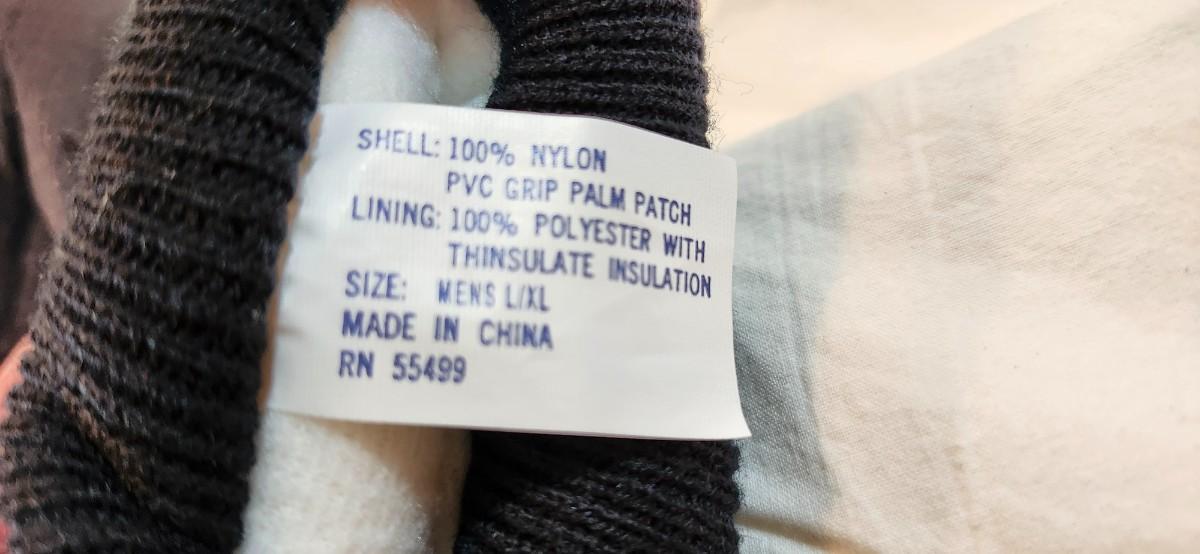 SHELL: 100% NYLON
PVC GRIP PALM PATCH
LINING: 100% POLYESTER WITH
THINSULATE INSULATION
SIZE: MENS L/XL
MADE IN CHINA
RN 55499